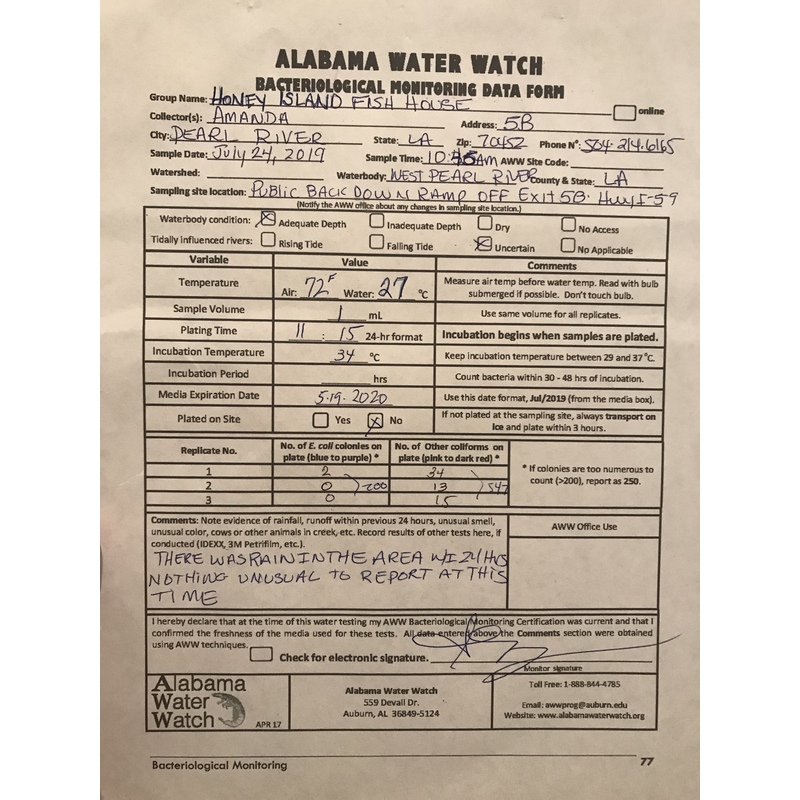 ALABAMA WATER WATCH
BACTERIOLOGICAL MONITORING DATA FORM
Group Name: HONEY ISLAND FISH HOUSE online
Collector(s): AMANDA Address: 5B
City: PEARL RIVER State: LA Zip: 70452 Phone N°: 504-214-6165
Sample Date: July 24, 2019 Sample Time: AM AWW Site Code:
Watershed: Waterbody: WEST PEARL RIVER County & State: LA
Sampling site location: PUBLIC BACK DOWN RAMP OFF EXIT 5B. Hwy I-59
(Notify the AWW office about any changes in sampling site location.)
Waterbody condition: Adequate Depth Inadequate Depth Dry No Access
Tidally influenced rivers: Rising Tide Falling Tide Uncertain No Applicable
Variable Value Comments
Temperature Air: 72F Water: 27 °C Measure air temp before water temp. Read with bulb submerged if possible. Don't touch bulb.
Sample Volume 1 mL Use same volume for all replicates.
Plating Time 11 : 15 24-hr format Incubation begins when samples are plated.
Incubation Temperature 34 °C Keep incubation temperature between 29 and 37 °C.
Incubation Period hrs Count bacteria within 30 - 48 hrs of incubation.
Media Expiration Date 5.19.2020 Use this date format, Jul/2019 (from the media box).
Plated on Site Yes No If not plated at the sampling site, always transport on ice and plate within 3 hours.
Replicate No. No. of E. coli colonies on plate (blue to purple) * No. of Other coliforms on plate (pink to dark red) *
* If colonies are too numerous to count (>200), report as 250.
1 2 34
2 0 13
3 0 15
Comments: Note evidence of rainfall, runoff within previous 24 hours, unusual smell,
unusual color, cows or other animals in creek, etc. Record results of other tests here, if
conducted (IDEXX, 3M Petrifilm, etc.).
AWW Office Use
THERE WAS RAIN IN THE AREA W/I 24 HRS
NOTHING UNUSUAL TO REPORT AT THIS
TIME
I hereby declare that at the time of this water testing my AWW Bacteriological Monitoring Certification was current and that I
confirmed the freshness of the media used for these tests. All data entered above the Comments section were obtained
using AWW techniques.
Check for electronic signature.
Monitor signature
Alabama
Water
Watch
APR 17
Alabama Water Watch
559 Devall Dr.
Auburn, AL 36849-5124
Toll Free: 1-888-844-4785
Email: awwprog@auburn.edu
Website: www.alabamawaterwatch.org
Bacteriological Monitoring 77